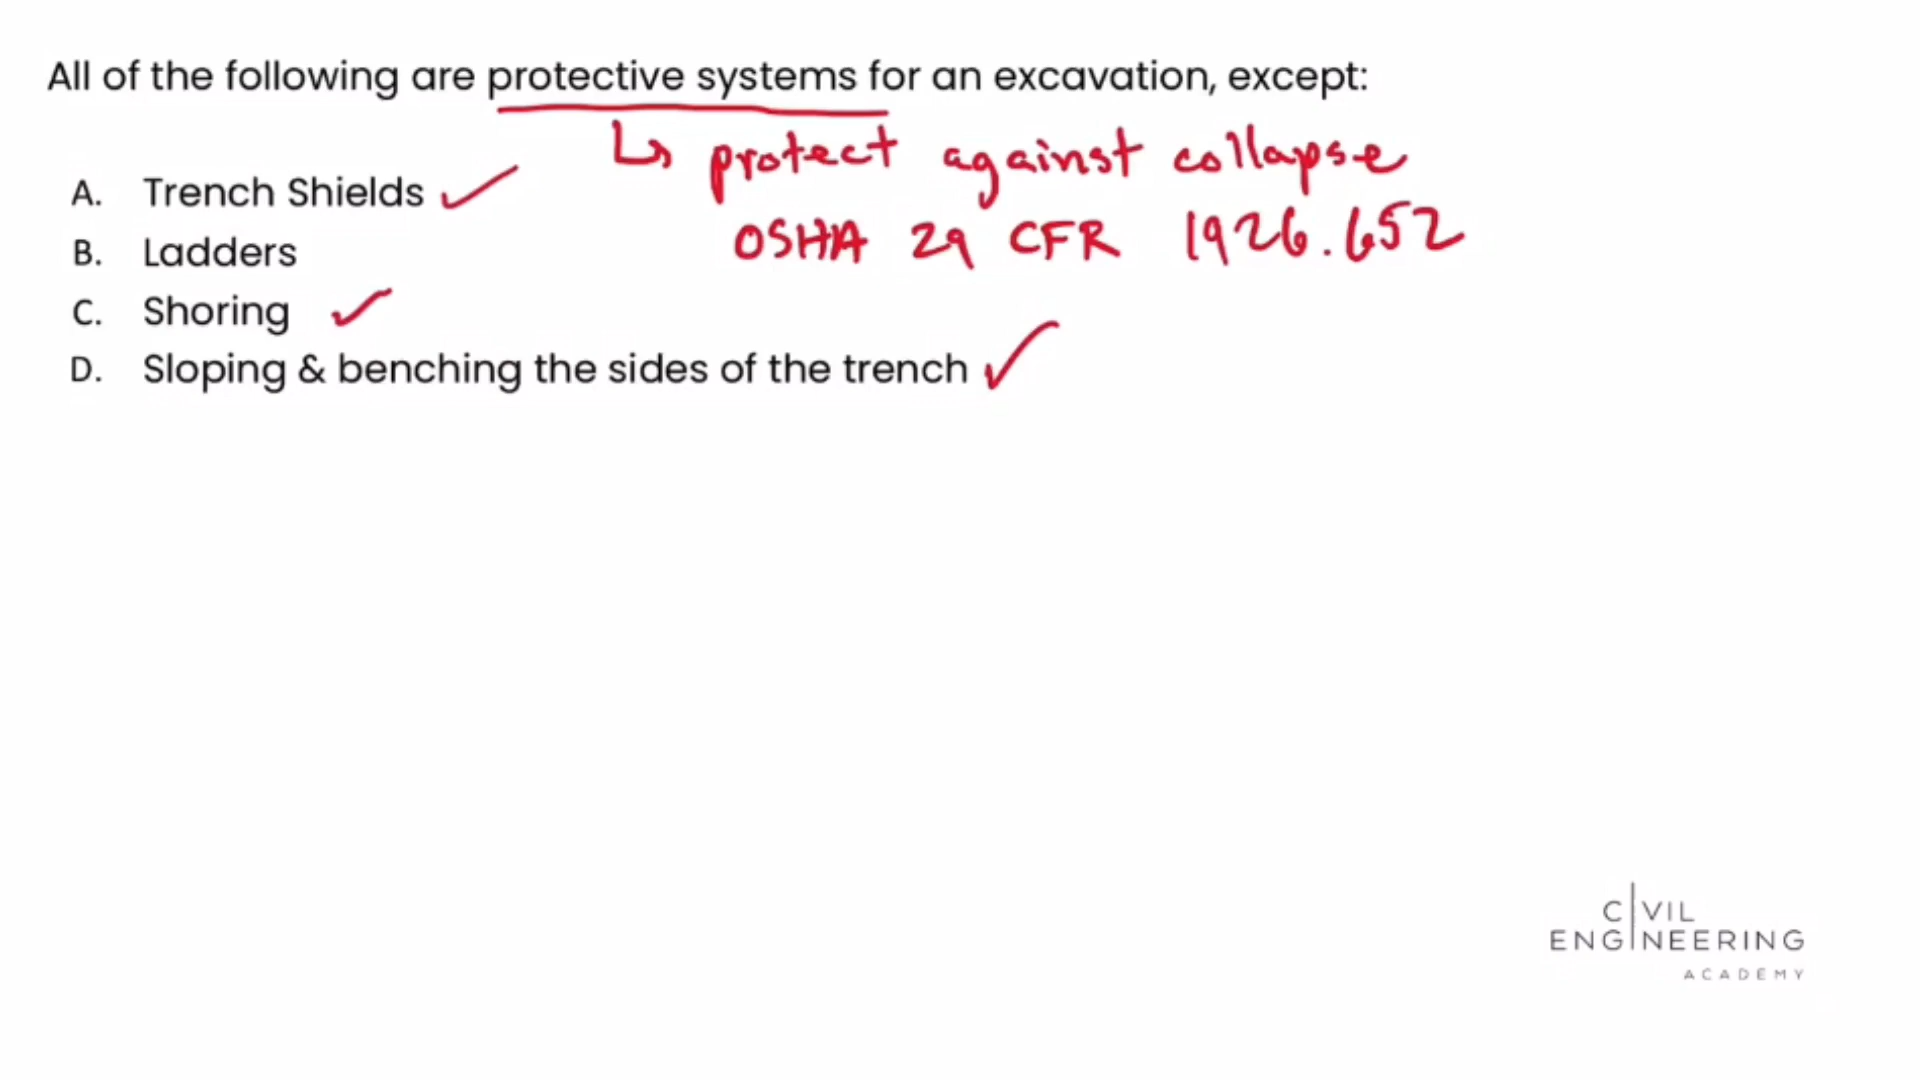 All of the following are protective systems for an excavation, except:
↳ protect against collapse
OSHA 29 CFR 1926.652
A. Trench Shields ✓
B. Ladders
C. Shoring ✓
D. Sloping & benching the sides of the trench ✓
CIVIL
ENGINEERING
ACADEMY